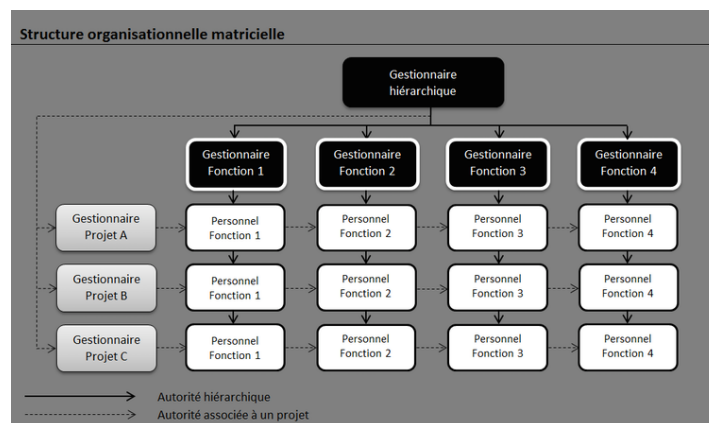 Structure organisationnelle matricielle
Gestionnaire
hiérarchique
Gestionnaire
Fonction 1
Gestionnaire
Fonction 2
Gestionnaire
Fonction 3
Gestionnaire
Fonction 4
Gestionnaire
Projet A
Personnel
Fonction 1
Personnel
Fonction 2
Personnel
Fonction 3
Personnel
Fonction 4
Gestionnaire
Projet B
Personnel
Fonction 1
Personnel
Fonction 2
Personnel
Fonction 3
Personnel
Fonction 4
Gestionnaire
Projet C
Personnel
Fonction 1
Personnel
Fonction 2
Personnel
Fonction 3
Personnel
Fonction 4
Autorité hiérarchique
Autorité associée à un projet